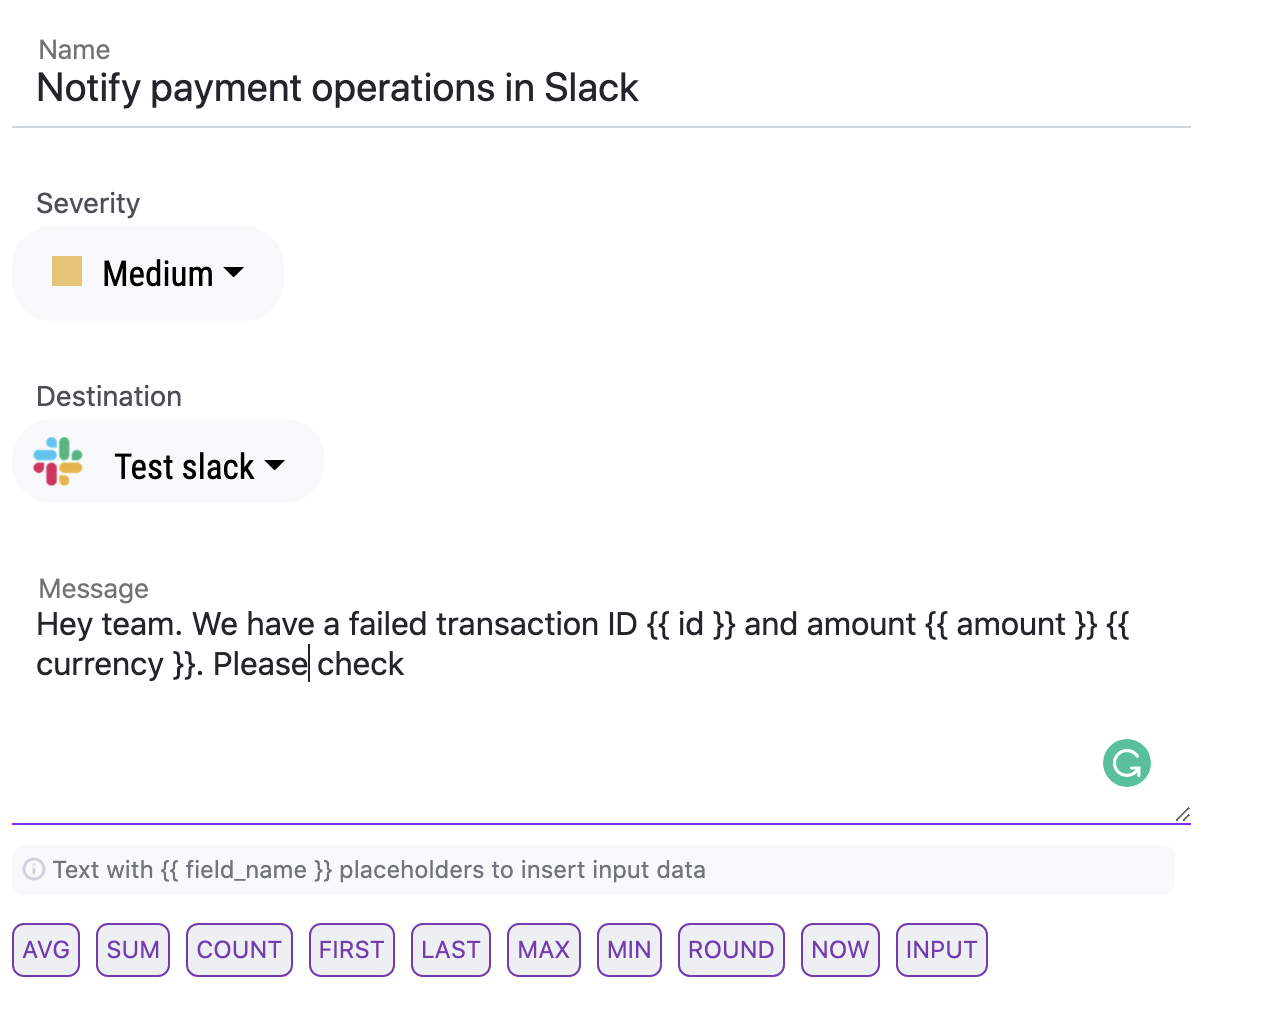 Name
Notify payment operations in Slack
Severity
Medium
Destination
Test slack
Message
Hey team. We have a failed transaction ID {{ id }} and amount {{ amount }} {{
currency }}. Please check
Text with {{ field_name }} placeholders to insert input data
AVG SUM COUNT FIRST LAST MAX MIN ROUND NOW INPUT